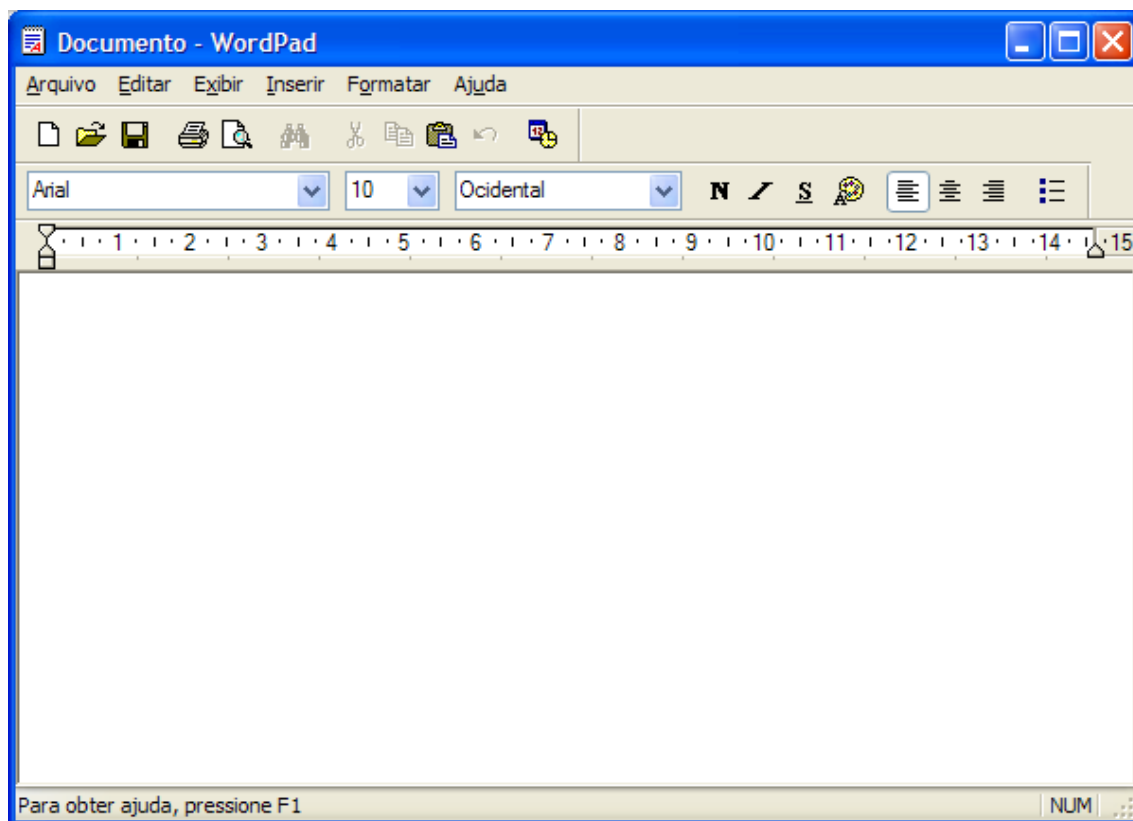 Documento - WordPad
Arquivo Editar Exibir Inserir Formatar Ajuda
Arial 10 Ocidental N I S
1 2 3 4 5 6 7 8 9 10 11 12 13 14 15
Para obter ajuda, pressione F1 NUM